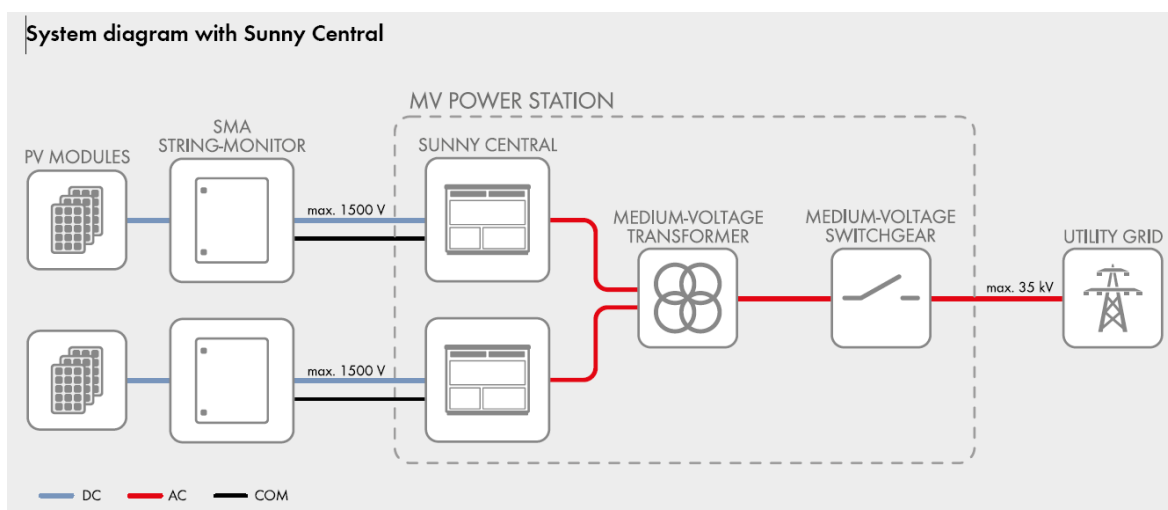 System diagram with Sunny Central
MV POWER STATION
SMA
STRING-MONITOR
SUNNY CENTRAL
PV MODULES
max. 1500 V
MEDIUM-VOLTAGE
TRANSFORMER
MEDIUM-VOLTAGE
SWITCHGEAR
UTILITY GRID
max. 35 kV
max. 1500 V
DC
AC
COM